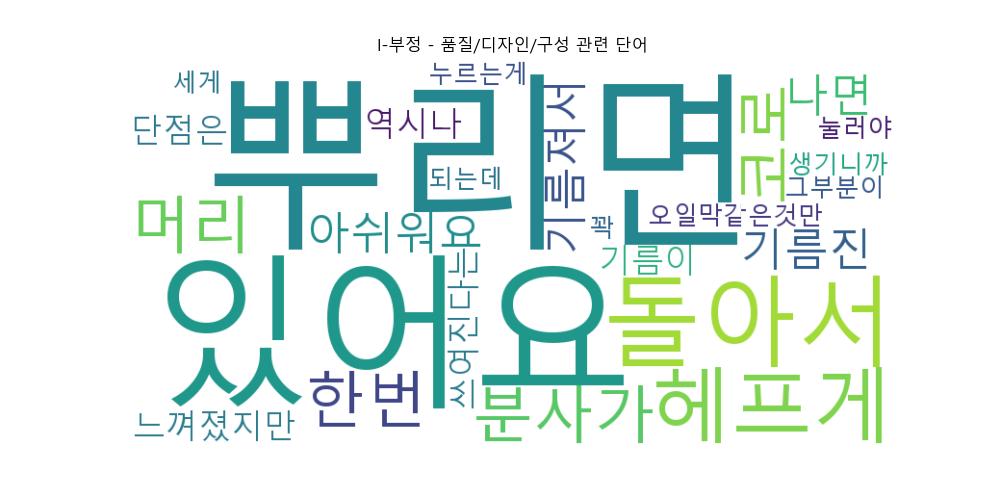 I-부정 - 품질/디자인/구성 관련 단어
세게
누르는게
나면
단점은
뿌리면
역시나
기름져서
코로
눌러야
되는데
생기니까
그부분이
머리
아쉬워요
꽉
오일막같은것만
기름이
기름진
있어요
쓰여진다는
돌아서
한번
분사가
헤프게
느껴졌지만